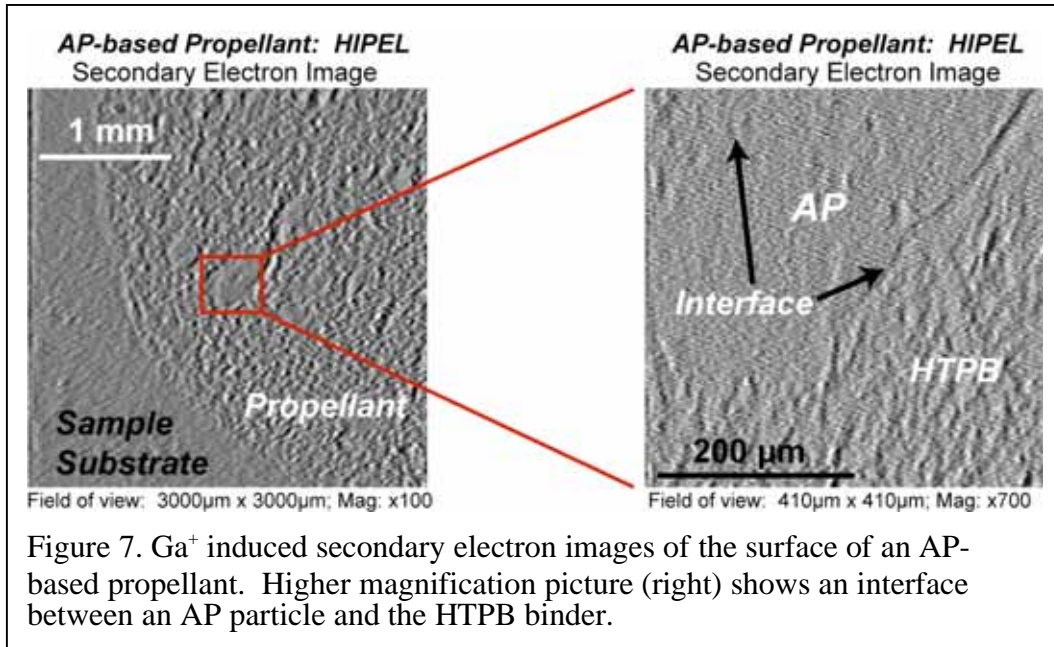 AP-based Propellant: HIPEL
Secondary Electron Image
1 mm
Propellant
Sample
Substrate
Field of view: 3000µm x 3000µm; Mag: x100
AP-based Propellant: HIPEL
Secondary Electron Image
AP
Interface
HTPB
200 µm
Field of view: 410µm x 410µm; Mag: x700
Figure 7. Ga⁺ induced secondary electron images of the surface of an AP-
based propellant. Higher magnification picture (right) shows an interface
between an AP particle and the HTPB binder.